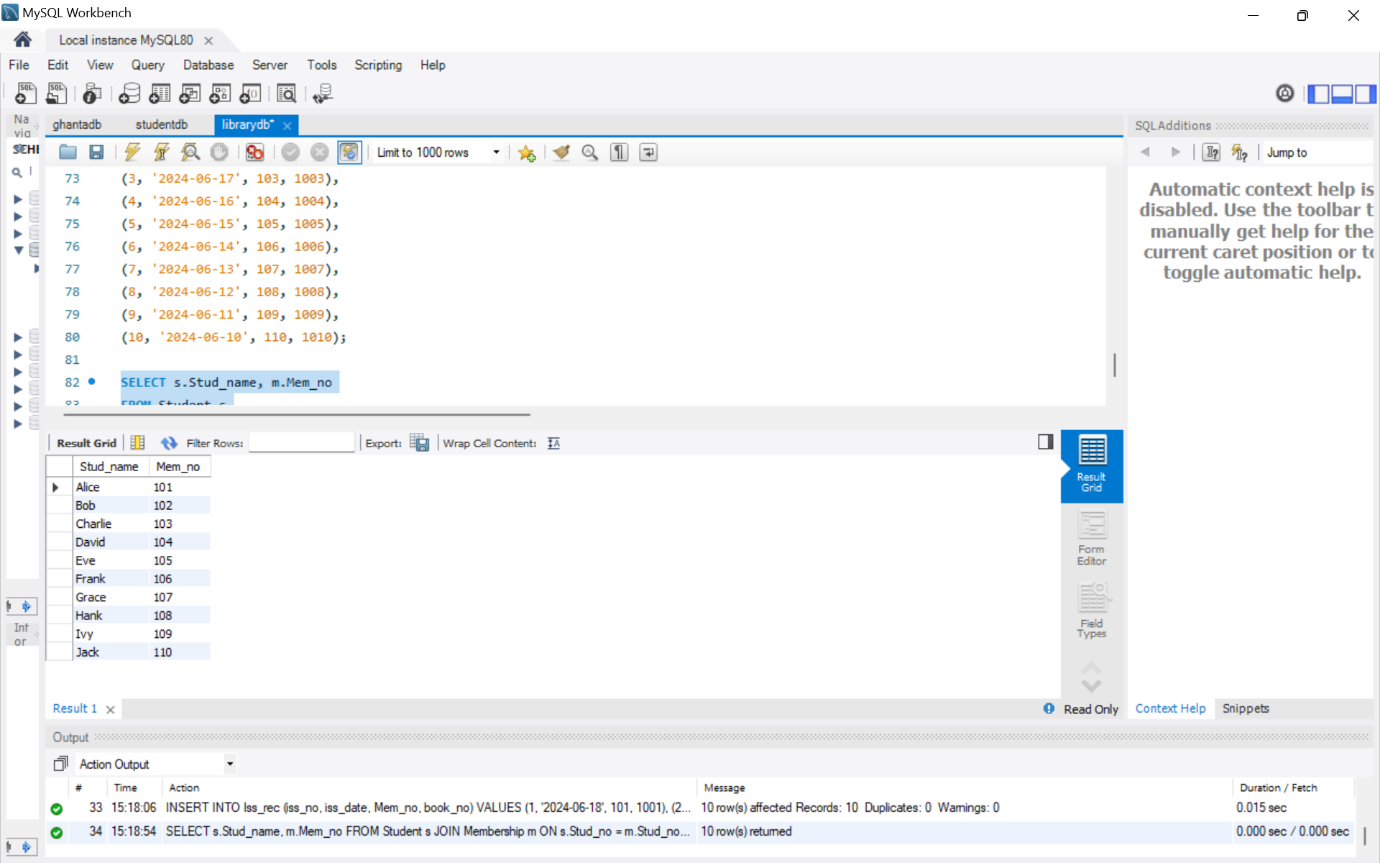 MySQL Workbench
Local instance MySQL80
File Edit View Query Database Server Tools Scripting Help
Na
vig
SCHE
ghantadb studentdb librarydb*
SQLAdditions
Limit to 1000 rows
Jump to
73 (3, '2024-06-17', 103, 1003),
74 (4, '2024-06-16', 104, 1004),
75 (5, '2024-06-15', 105, 1005),
76 (6, '2024-06-14', 106, 1006),
77 (7, '2024-06-13', 107, 1007),
78 (8, '2024-06-12', 108, 1008),
79 (9, '2024-06-11', 109, 1009),
80 (10, '2024-06-10', 110, 1010);
81
82 SELECT s.Stud_name, m.Mem_no
83 FROM Student s
Automatic context help is
disabled. Use the toolbar t
manually get help for the
current caret position or to
toggle automatic help.
Result Grid Filter Rows: Export: Wrap Cell Content:
Stud_name Mem_no
Alice 101
Bob 102
Charlie 103
David 104
Eve 105
Frank 106
Grace 107
Hank 108
Ivy 109
Jack 110
Result
Grid
Form
Editor
Field
Types
Int
or
Result 1
Read Only
Context Help Snippets
Output
Action Output
# Time Action Message Duration / Fetch
33 15:18:06 INSERT INTO Iss_rec (iss_no, iss_date, Mem_no, book_no) VALUES (1, '2024-06-18', 101, 1001), (2... 10 row(s) affected Records: 10 Duplicates: 0 Warnings: 0 0.015 sec
34 15:18:54 SELECT s.Stud_name, m.Mem_no FROM Student s JOIN Membership m ON s.Stud_no = m.Stud_no... 10 row(s) returned 0.000 sec / 0.000 sec